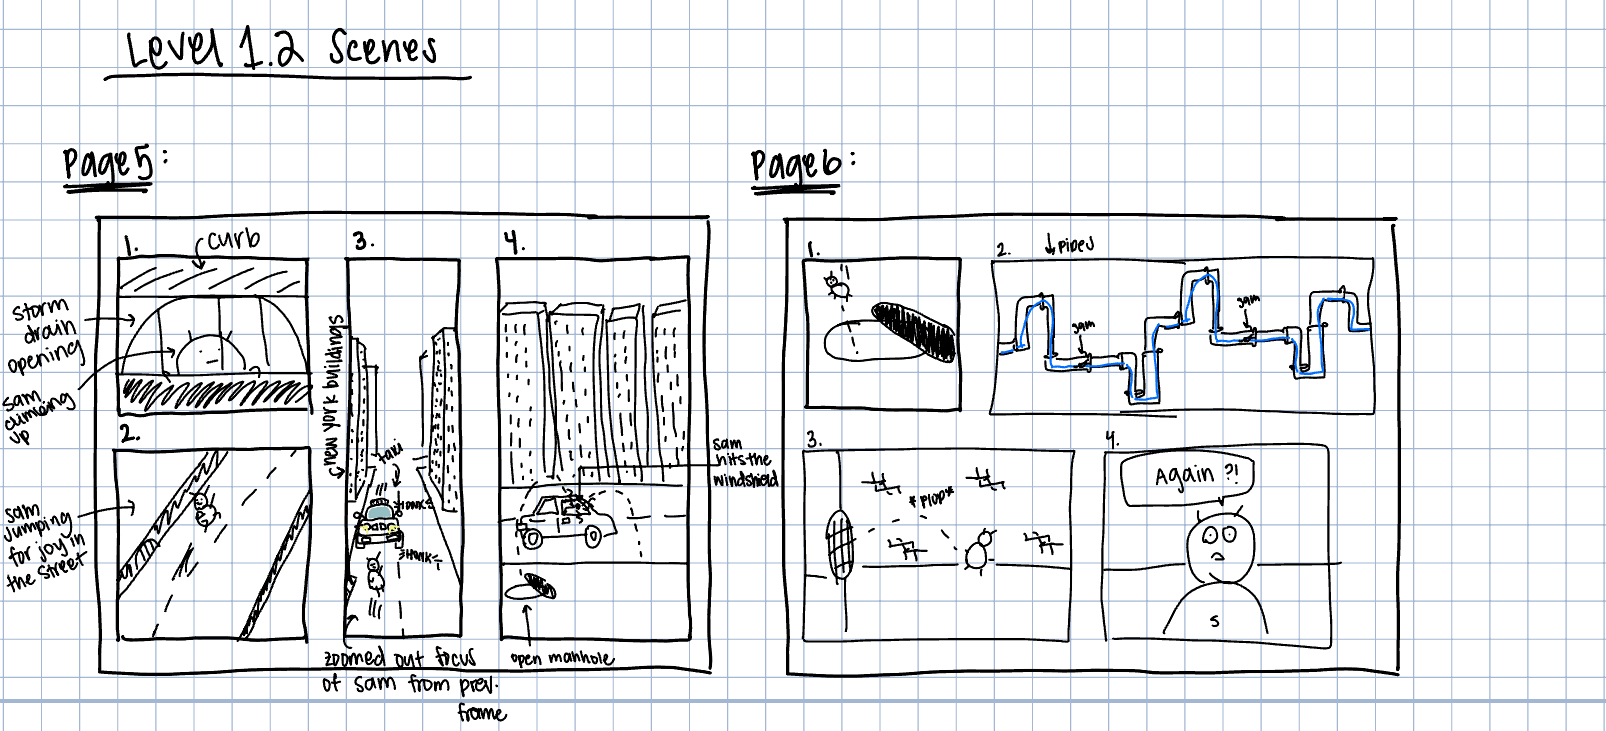 Level 1.2 Scenes
Page 5:
1.
curb
storm
drain
opening
sam
climbing
up
2.
sam
jumping
for joy in
the street
3.
new york buildings
taxi
HONK
HONK
zoomed out focus
of sam from prev.
frame
4.
sam
hits the
windshield
open manhole
Page 6:
1.
2.
pipes
sam
sam
3.
*PLOP*
4.
Again ?!
S